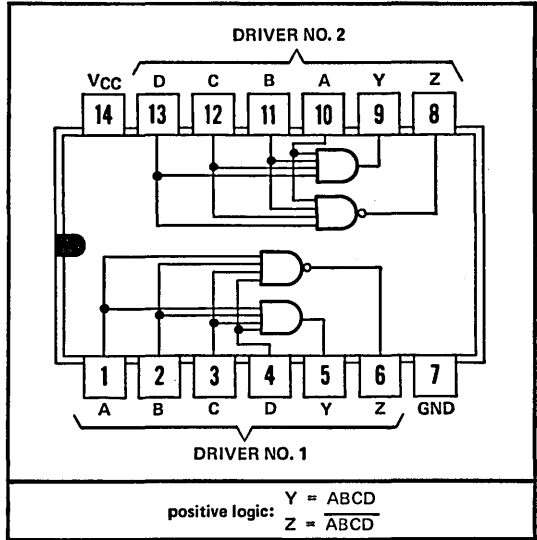 DRIVER NO. 2
VCC D C B A Y Z
14 13 12 11 10 9 8
1 2 3 4 5 6 7
A B C D Y Z GND
DRIVER NO. 1
positive logic: Y = ABCD
Z = \overline{ABCD}